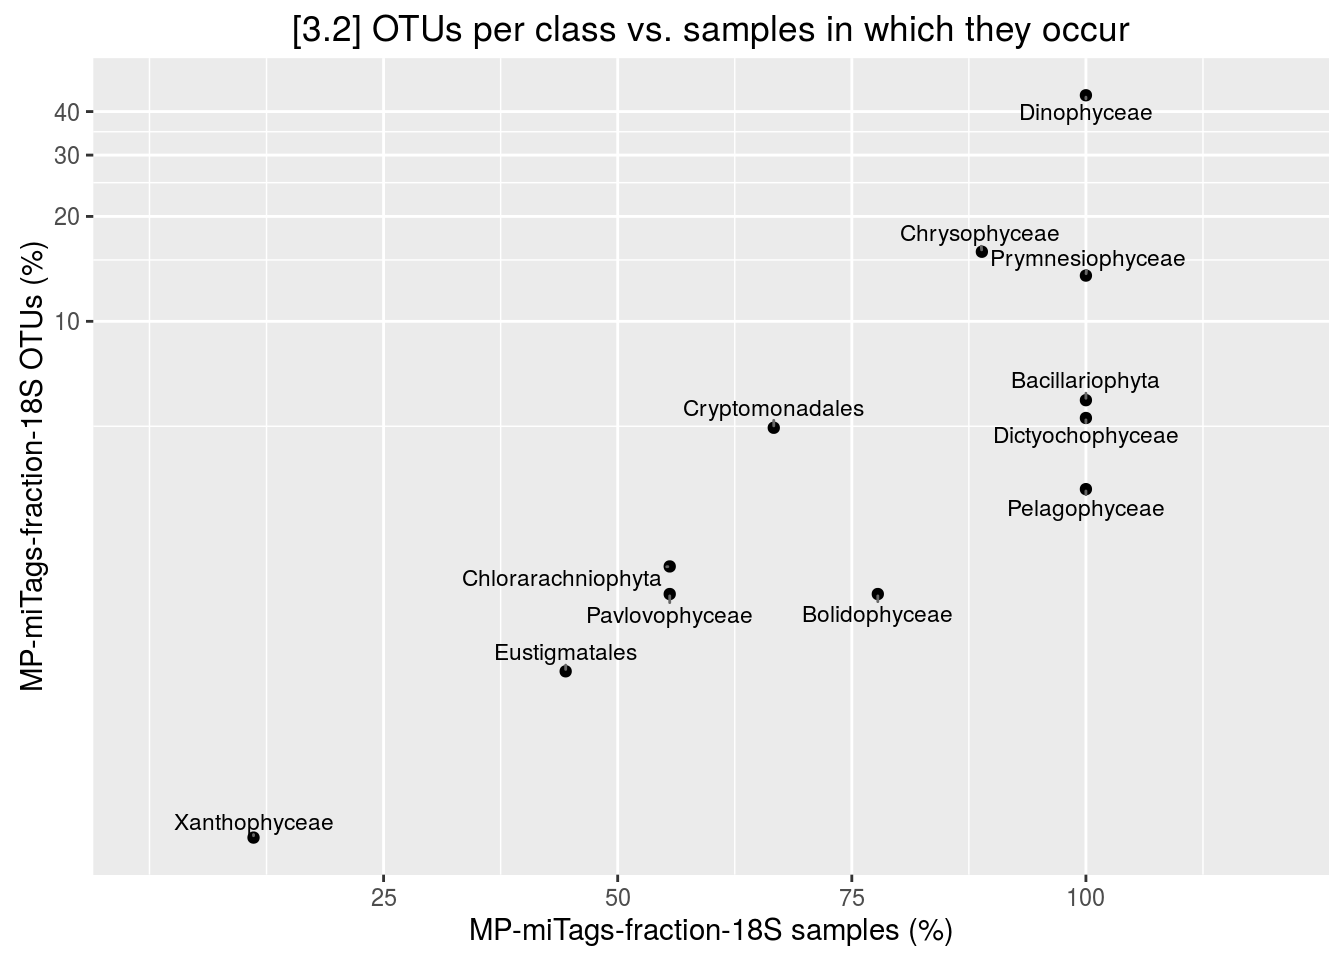 [3.2] OTUs per class vs. samples in which they occur
MP-miTags-fraction-18S OTUs (%)
40
30
20
10
Dinophyceae
Chrysophyceae
Prymnesiophyceae
Bacillariophyta
Cryptomonadales
Dictyochophyceae
Pelagophyceae
Chlorarachniophyta
Pavlovophyceae
Bolidophyceae
Eustigmatales
Xanthophyceae
25 50 75 100
MP-miTags-fraction-18S samples (%)